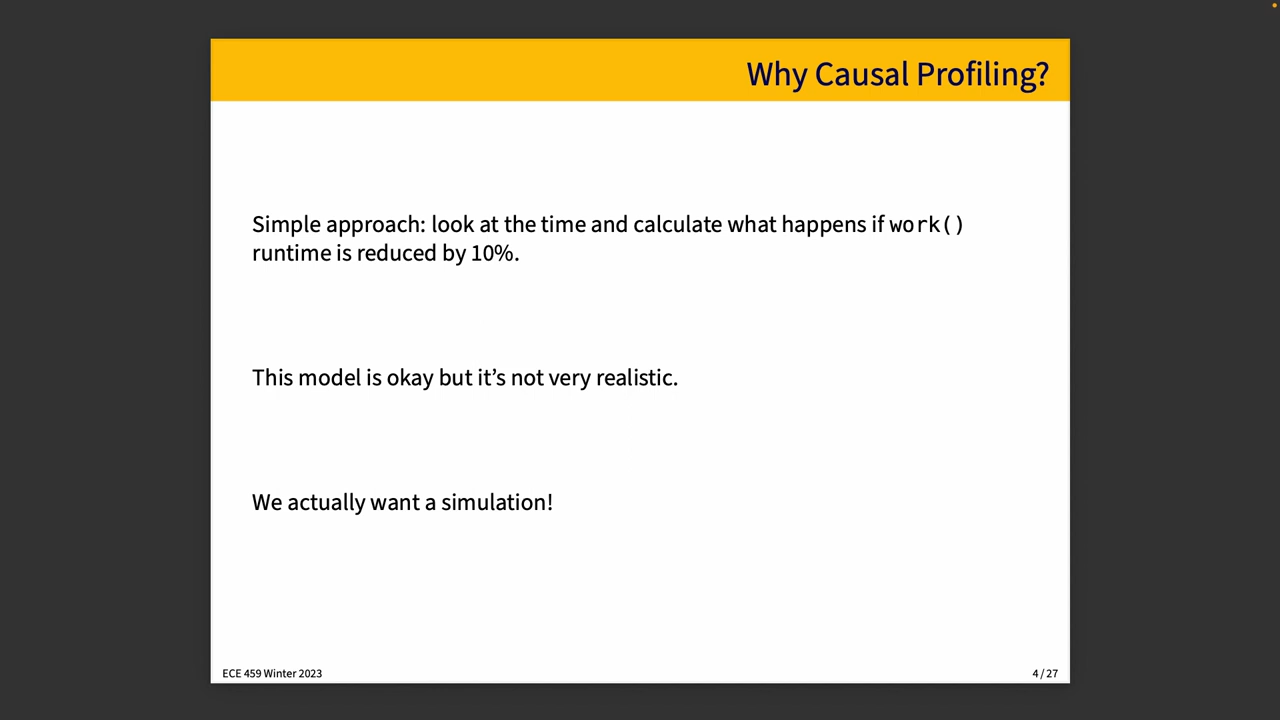 Why Causal Profiling?
Simple approach: look at the time and calculate what happens if work()
runtime is reduced by 10%.
This model is okay but it’s not very realistic.
We actually want a simulation!
ECE 459 Winter 2023
4 / 27